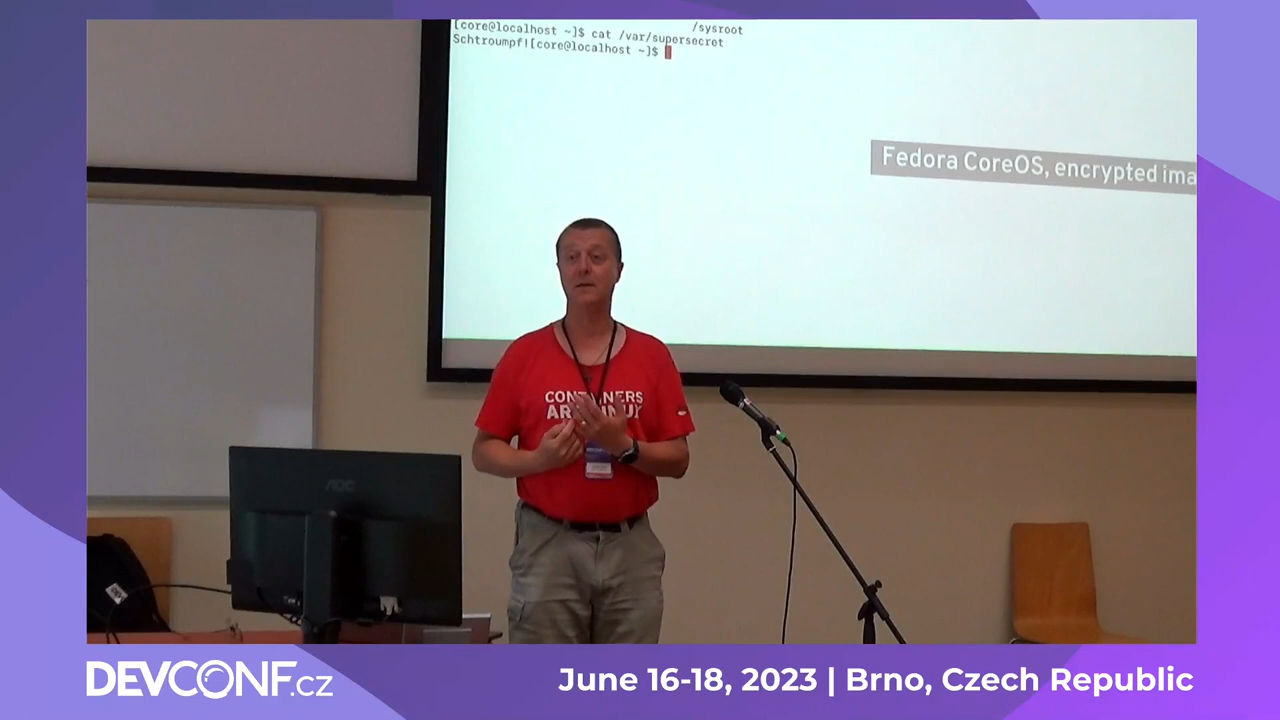 /sysroot
[core@localhost ~]$ cat /var/supersecret
Schtroumpf![core@localhost ~]$
Fedora CoreOS, encrypted ima
CONTAINERS
ARE LINUX
AOC
DEVCONF.CZ
June 16-18, 2023 | Brno, Czech Republic